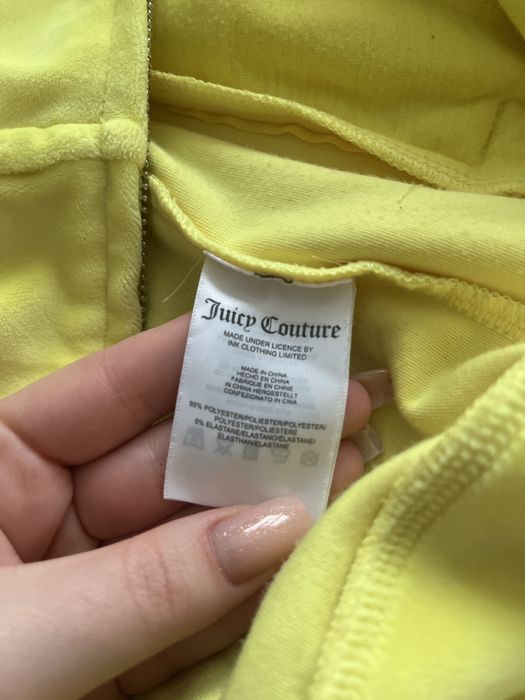 Juicy Couture
MADE UNDER LICENCE BY
INK CLOTHING LIMITED
MADE IN CHINA
HECHO EN CHINA
FABRIQUE EN CHINE
IN CHINA HERGESTELLT
CONFEZIONATO IN CINA
95% POLYESTER/POLIESTER/POLYESTER/
POLYESTER/POLIESTERE
5% ELASTANE/ELASTANO/ELASTANE/
ELASTHAN/ELASTANE